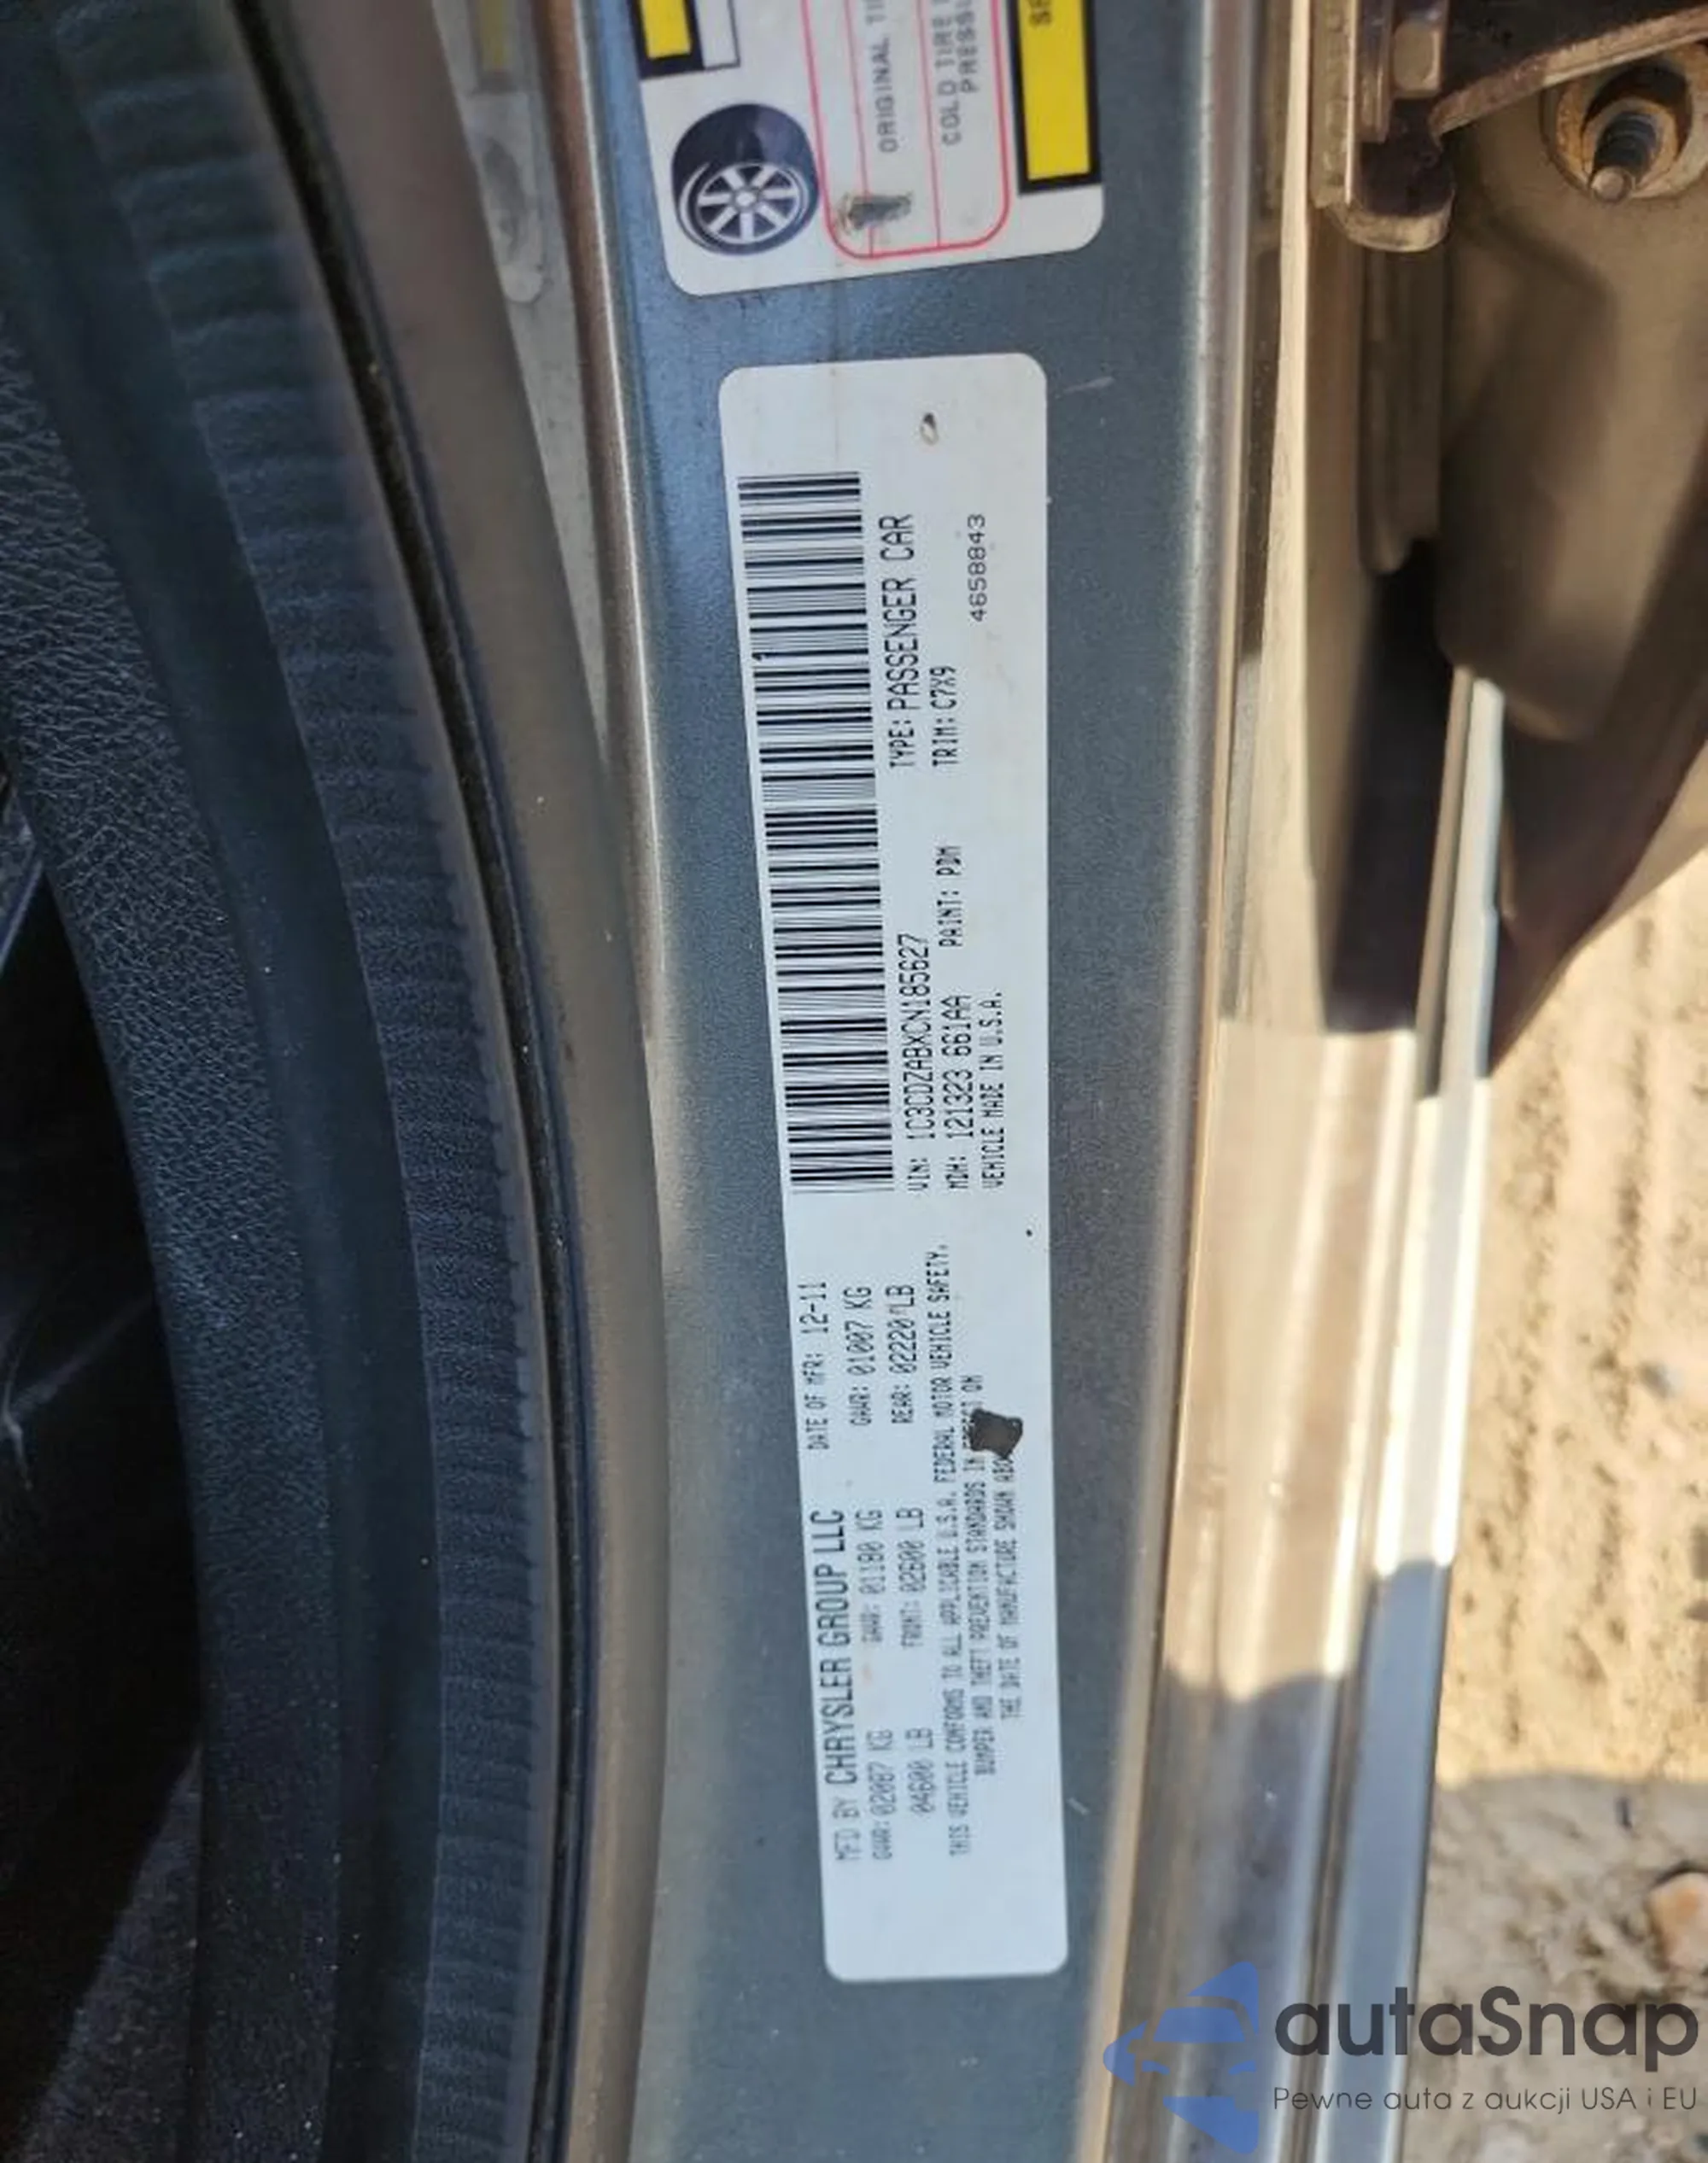 ORIGINAL
COLD TIRE
MFD BY CHRYSLER GROUP LLC DATE OF MFR: 12-11
GVWR: 02087 KG GAWR: 01180 KG GAWR: 01007 KG
04600 LB FRONT: 02600 LB REAR: 02220 LB
THIS VEHICLE CONFORMS TO ALL APPLICABLE U.S.A. FEDERAL MOTOR VEHICLE SAFETY,
BUMPER AND THEFT PREVENTION STANDARDS IN EFFECT ON
THE DATE OF MANUFACTURE SHOWN
VIN: 1C3CDZABXCN185627 TYPE: PASSENGER CAR
MDH: 121323 661AA PAINT: PDM TRIM: C7X9
VEHICLE MADE IN U.S.A. 4658843
autaSnap
Pewne auta z aukcji USA i EU